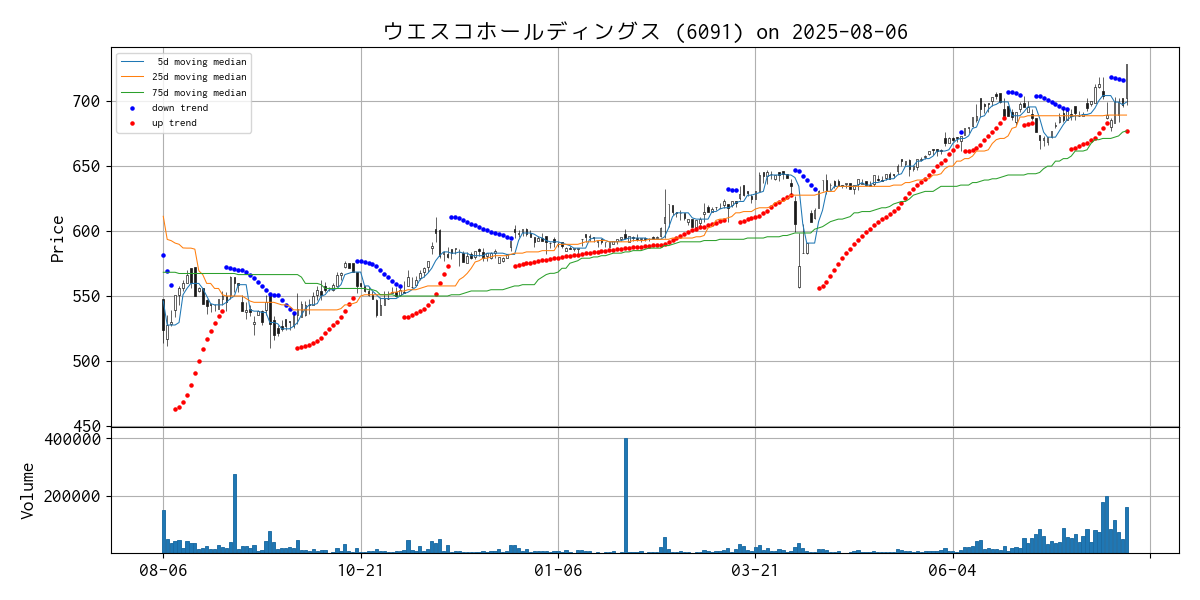 ウエスコホールディングス (6091) on 2025-08-06
5d moving median
25d moving median
75d moving median
down trend
up trend
Price
700
650
600
550
500
450
Volume
400000
200000
08-06
10-21
01-06
03-21
06-04